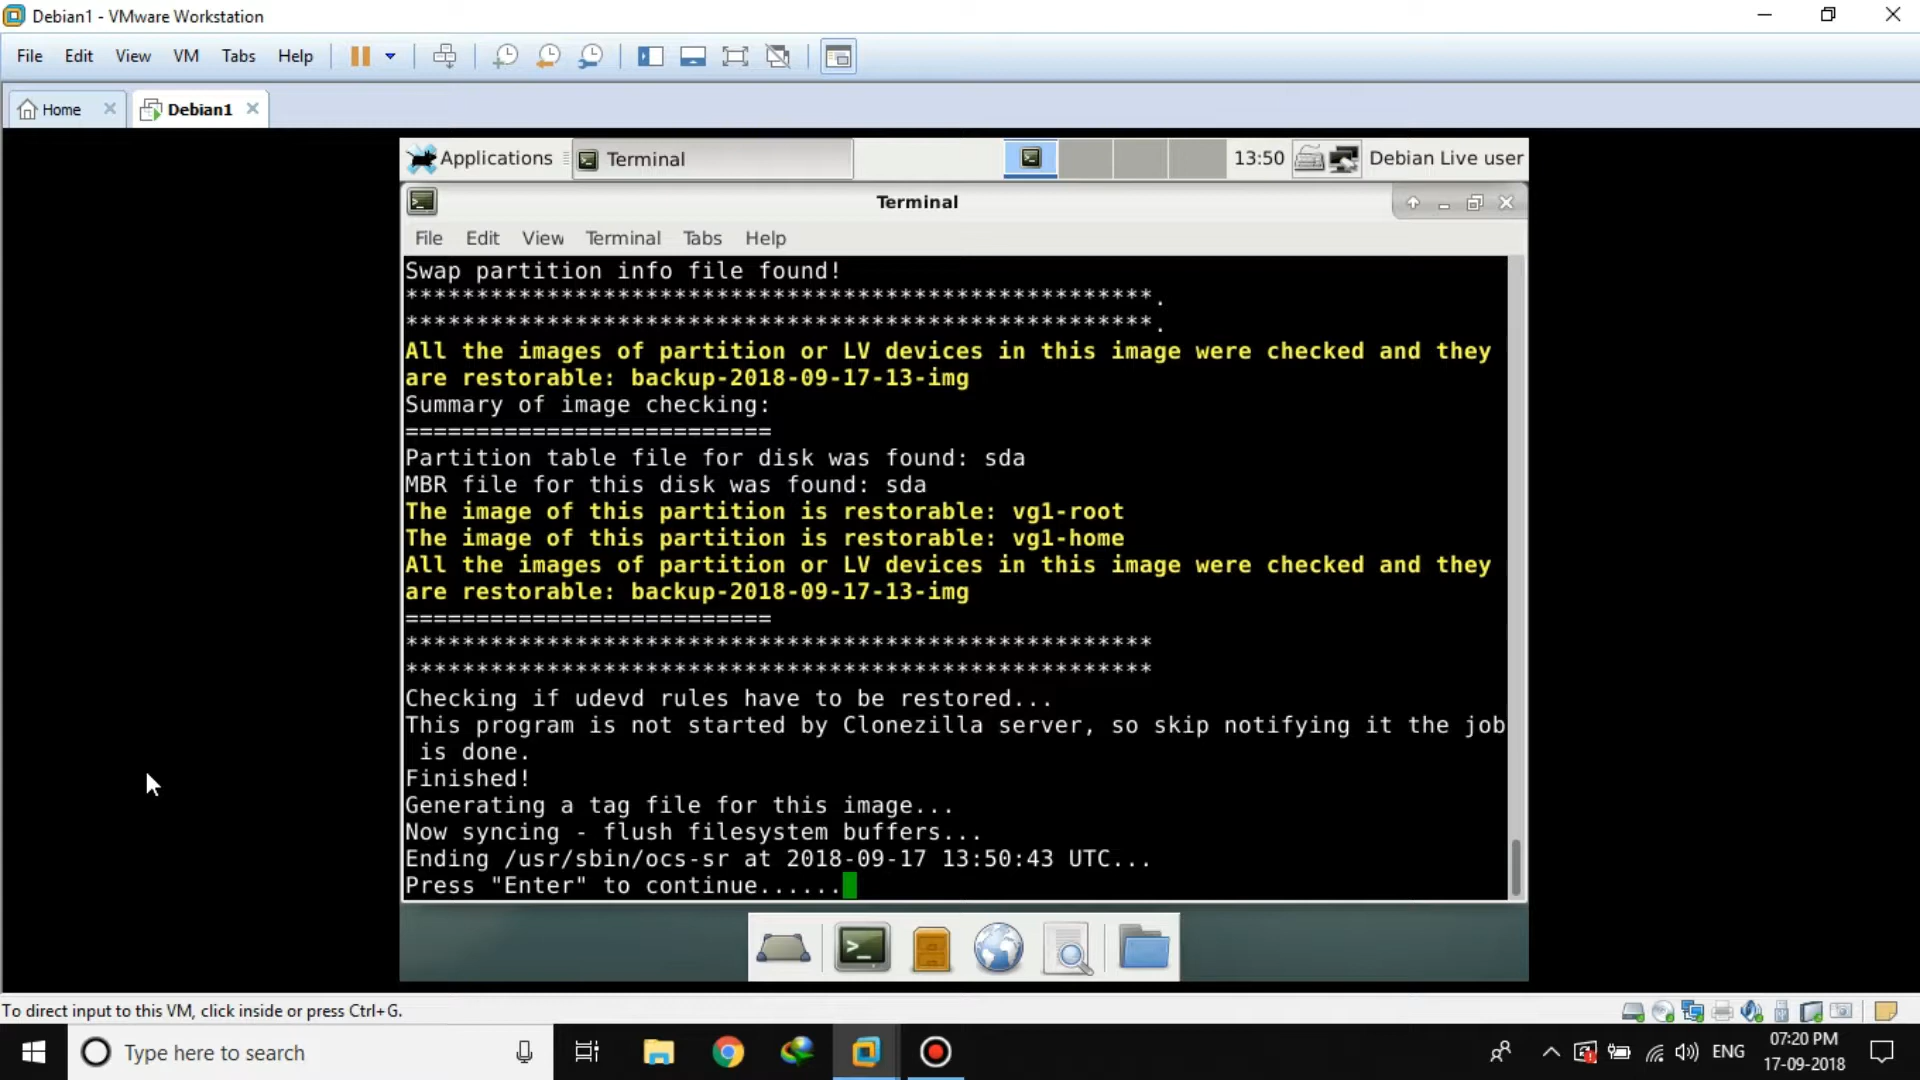 Debian1 - VMware Workstation
File Edit View VM Tabs Help
Home Debian1
Applications Terminal 13:50 Debian Live user
Terminal
File Edit View Terminal Tabs Help
Swap partition info file found!
*****************************************************.
*****************************************************.
All the images of partition or LV devices in this image were checked and they
are restorable: backup-2018-09-17-13-img
Summary of image checking:
==========================
Partition table file for disk was found: sda
MBR file for this disk was found: sda
The image of this partition is restorable: vg1-root
The image of this partition is restorable: vg1-home
All the images of partition or LV devices in this image were checked and they
are restorable: backup-2018-09-17-13-img
==========================
*****************************************************
*****************************************************
Checking if udevd rules have to be restored...
This program is not started by Clonezilla server, so skip notifying it the job
is done.
Finished!
Generating a tag file for this image...
Now syncing - flush filesystem buffers...
Ending /usr/sbin/ocs-sr at 2018-09-17 13:50:43 UTC...
Press "Enter" to continue......
To direct input to this VM, click inside or press Ctrl+G.
Type here to search
ENG
07:20 PM
17-09-2018